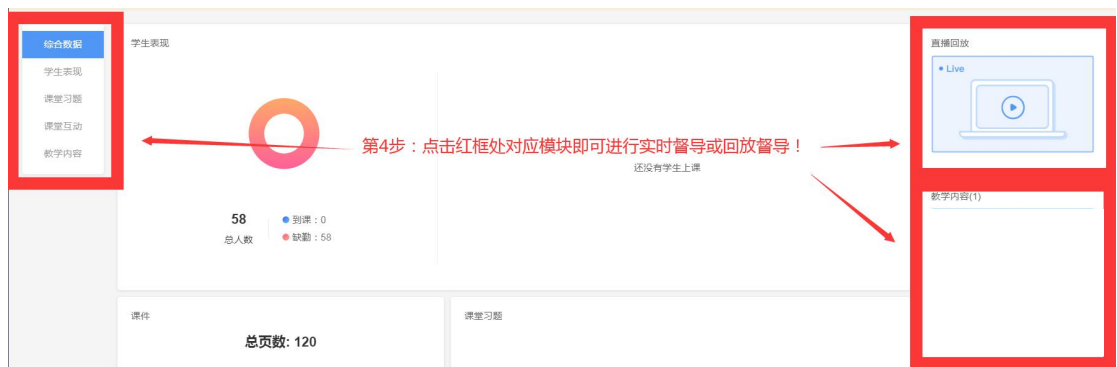 综合数据
学生表现
课堂习题
课堂互动
教学内容
学生表现
58
总人数
到课：0
缺勤：58
第4步：点击红框处对应模块即可进行实时督导或回放督导！
还没有学生上课
直播回放
Live
教学内容(1)
课件
总页数: 120
课堂习题